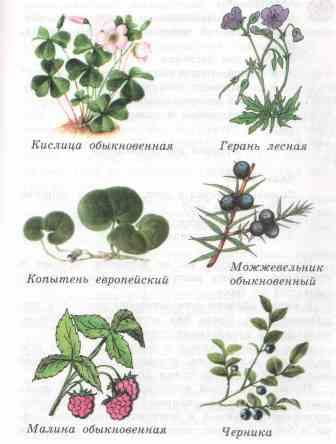 Кислица обыкновенная
Герань лесная
Копытень европейский
Можжевельник
обыкновенный
Малина обыкновенная
Черника